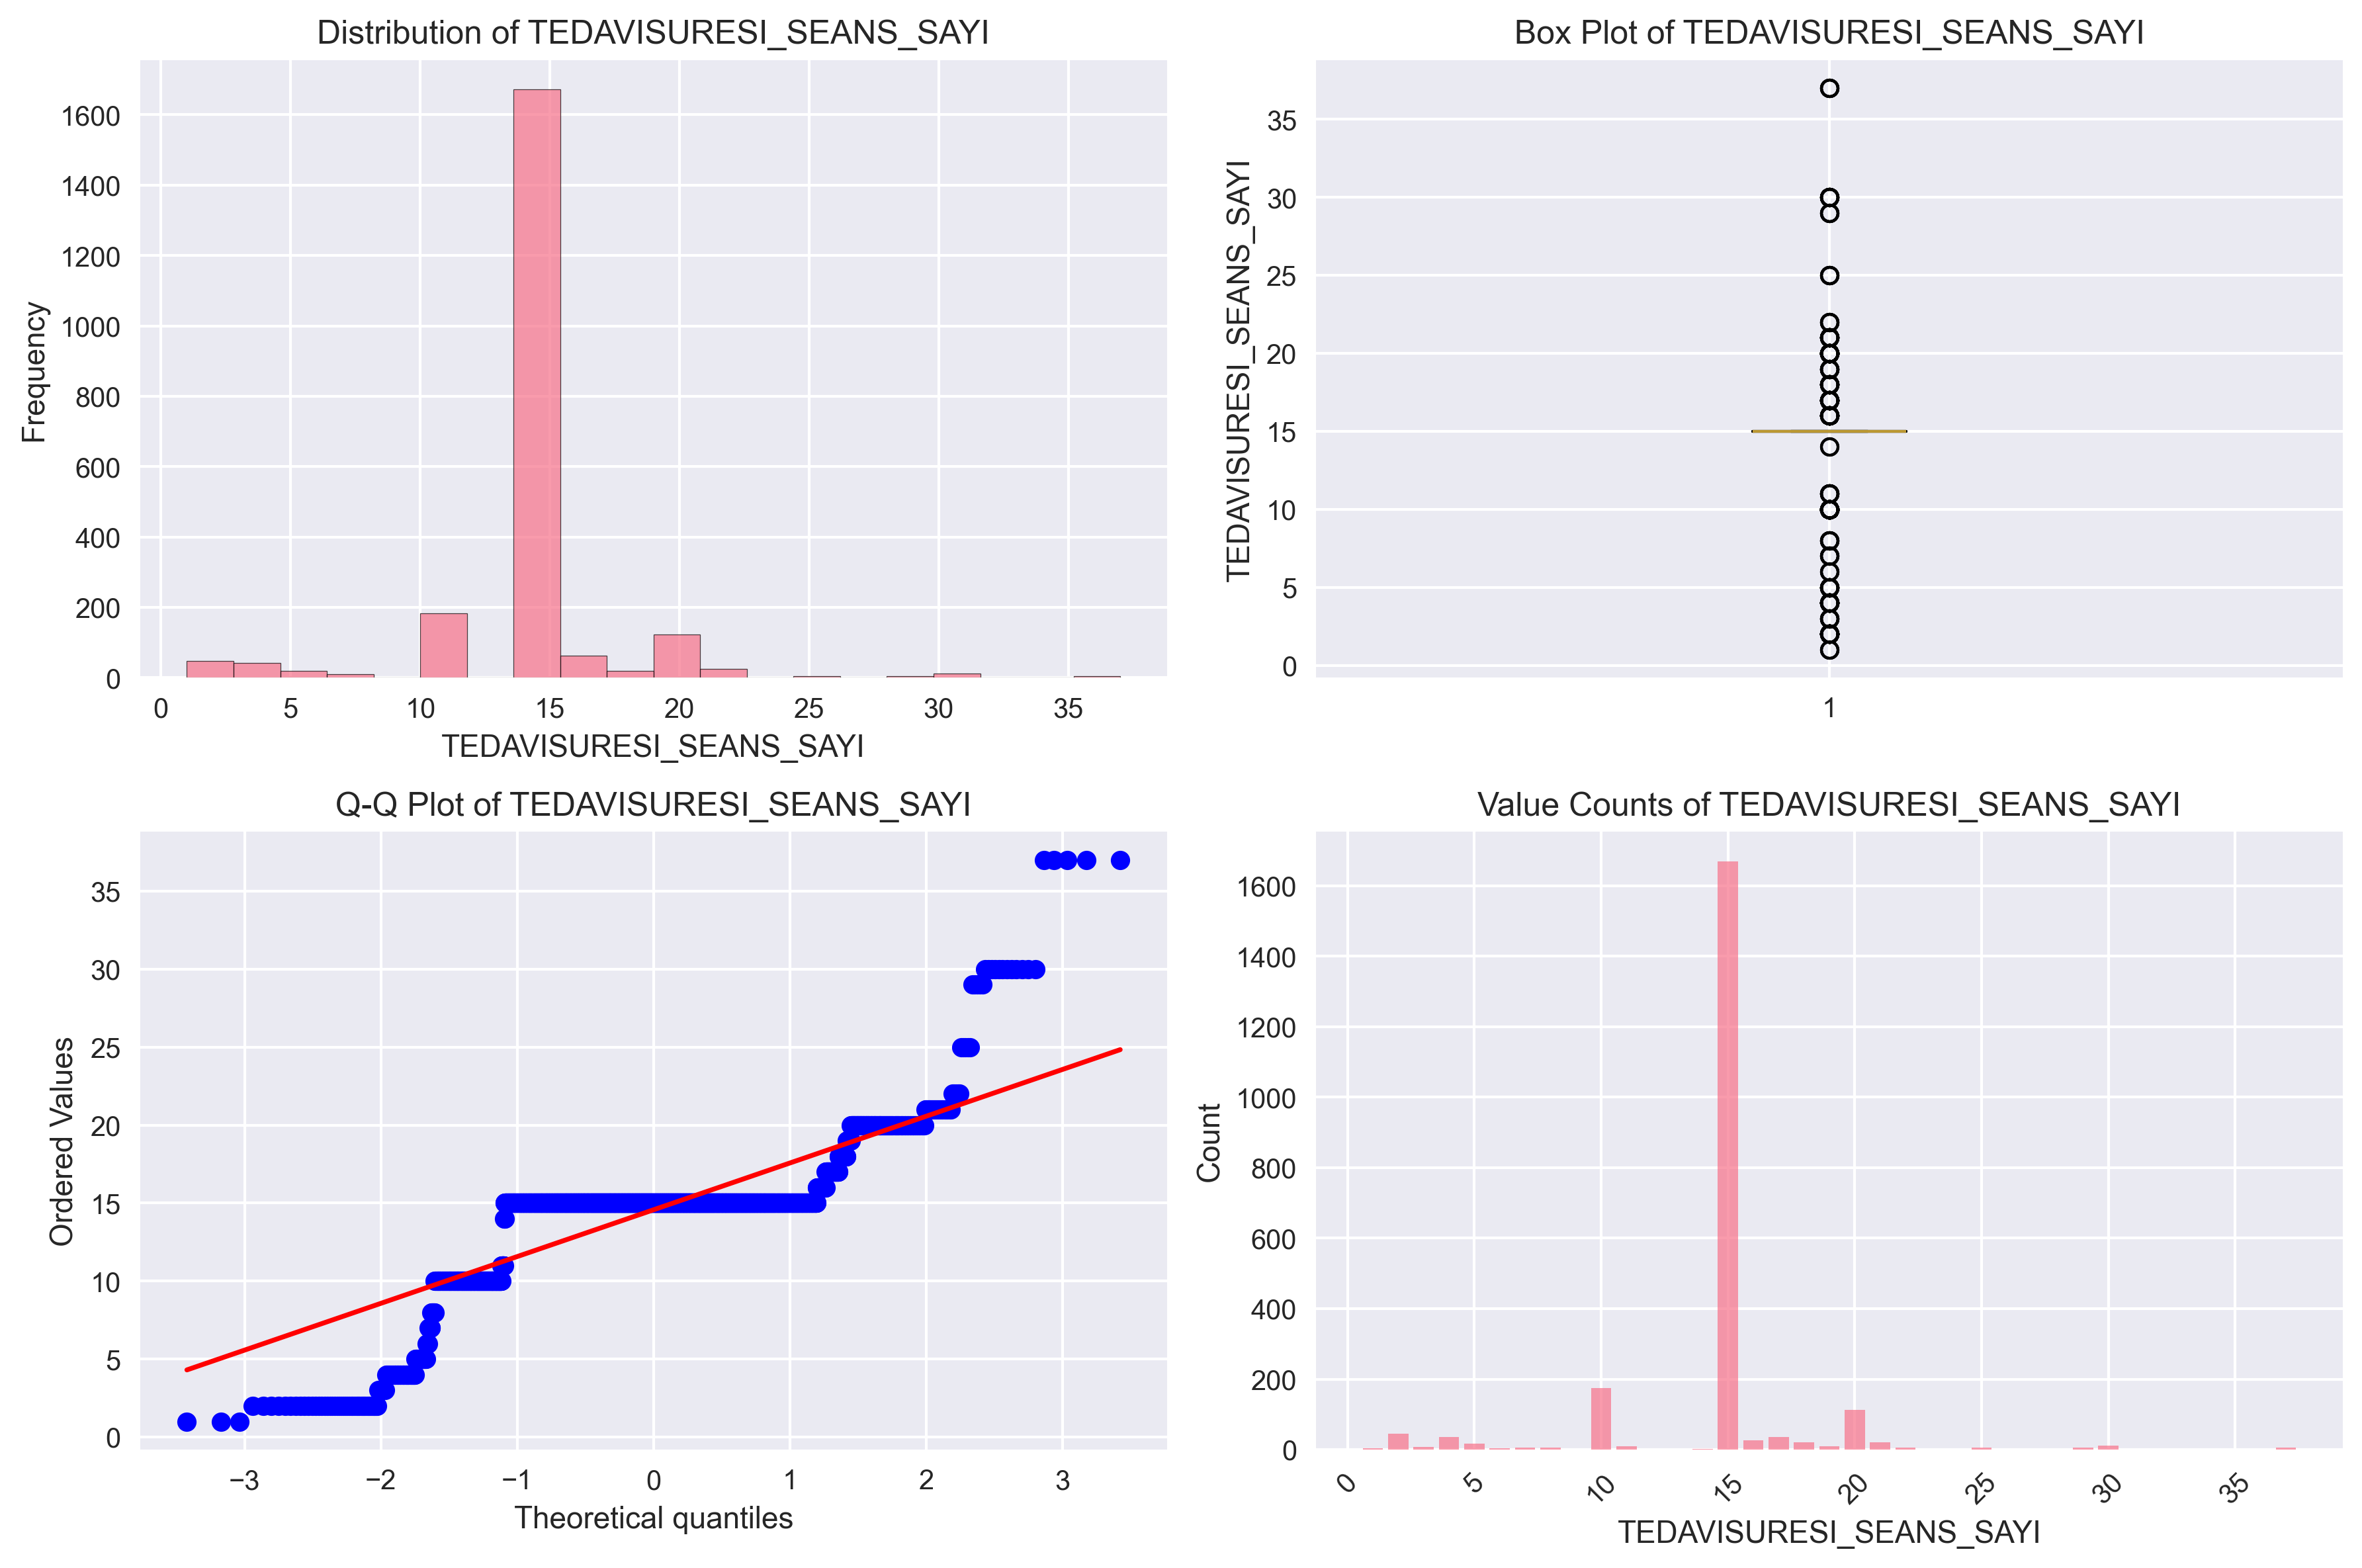 Distribution of TEDAVISURESI_SEANS_SAYI
Frequency
1600
1400
1200
1000
800
600
400
200
0
0 5 10 15 20 25 30 35
TEDAVISURESI_SEANS_SAYI
Box Plot of TEDAVISURESI_SEANS_SAYI
TEDAVISURESI_SEANS_SAYI
35
30
25
20
15
10
5
0
1
Q-Q Plot of TEDAVISURESI_SEANS_SAYI
Ordered Values
35
30
25
20
15
10
5
0
−3 −2 −1 0 1 2 3
Theoretical quantiles
Value Counts of TEDAVISURESI_SEANS_SAYI
Count
1600
1400
1200
1000
800
600
400
200
0
0 5 10 15 20 25 30 35
TEDAVISURESI_SEANS_SAYI